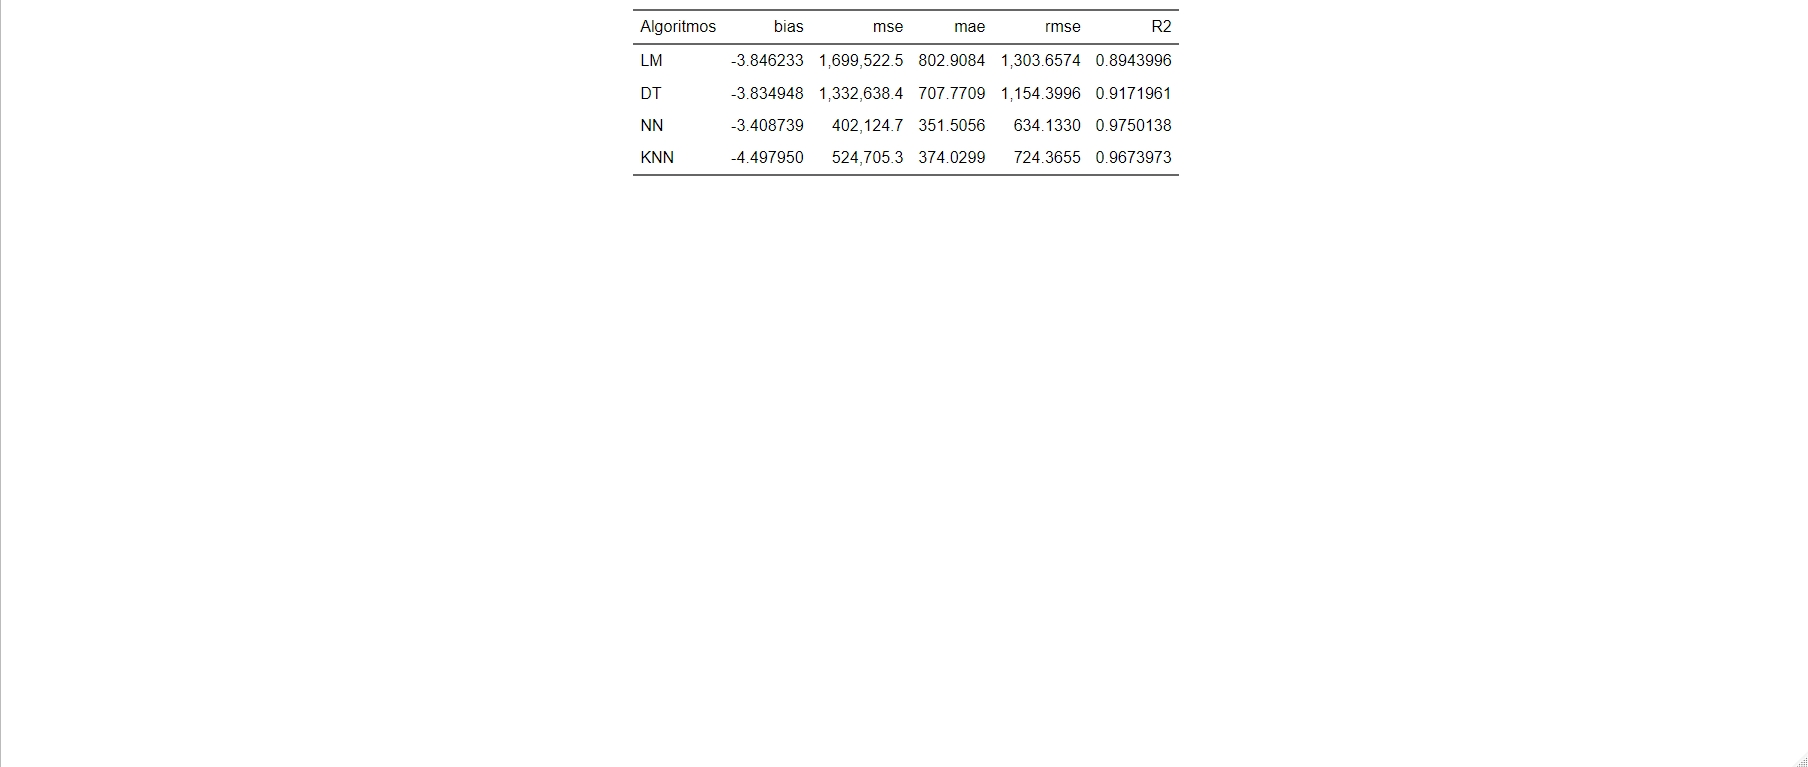 Algoritmos bias mse mae rmse R2
LM -3.846233 1,699,522.5 802.9084 1,303.6574 0.8943996
DT -3.834948 1,332,638.4 707.7709 1,154.3996 0.9171961
NN -3.408739 402,124.7 351.5056 634.1330 0.9750138
KNN -4.497950 524,705.3 374.0299 724.3655 0.9673973